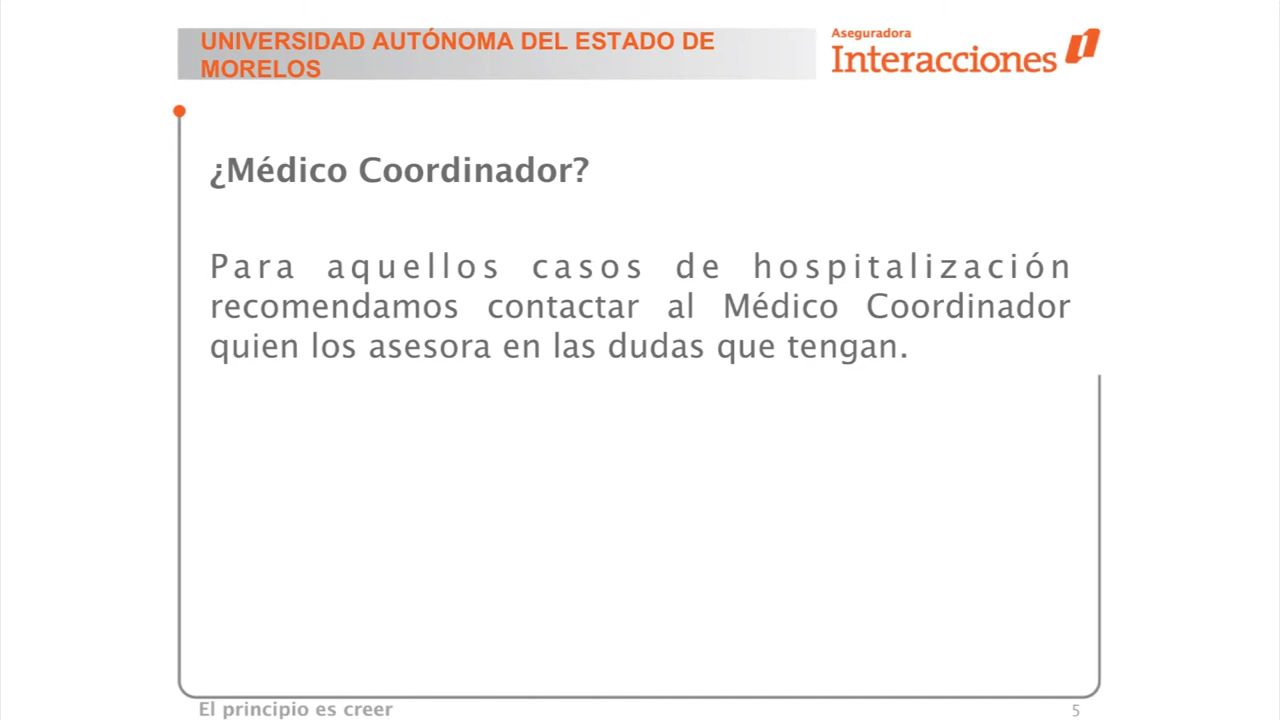 UNIVERSIDAD AUTÓNOMA DEL ESTADO DE
MORELOS
Aseguradora
Interacciones
¿Médico Coordinador?
Para aquellos casos de hospitalización
recomendamos contactar al Médico Coordinador
quien los asesora en las dudas que tengan.
El principio es creer
5